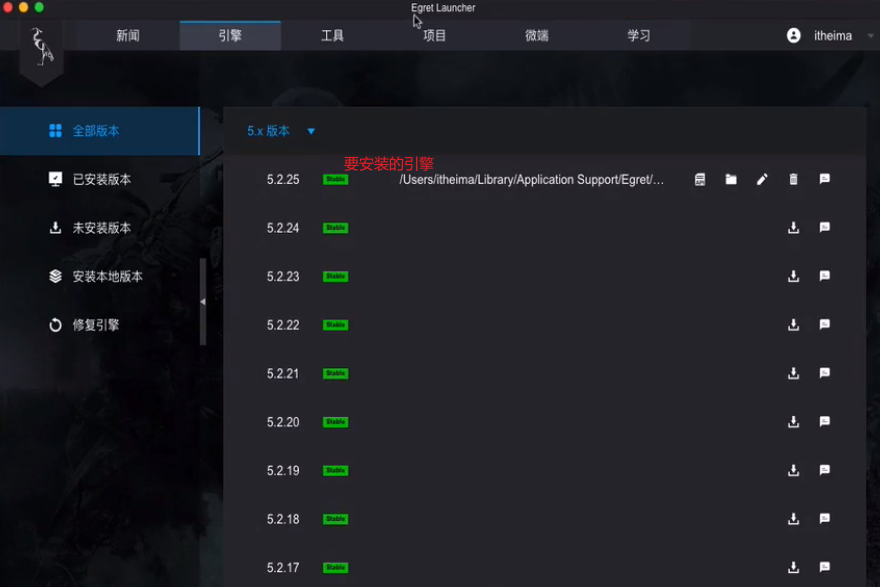 Egret Launcher
新闻 引擎 工具 项目 微端 学习 itheima
全部版本
已安装版本
未安装版本
安装本地版本
修复引擎
5.x 版本
要安装的引擎
5.2.25 Stable /Users/itheima/Library/Application Support/Egret/...
5.2.24 Stable
5.2.23 Stable
5.2.22 Stable
5.2.21 Stable
5.2.20 Stable
5.2.19 Stable
5.2.18 Stable
5.2.17 Stable